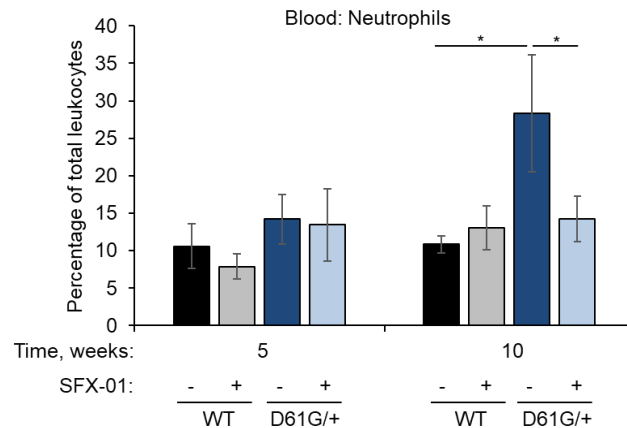 Blood: Neutrophils
Percentage of total leukocytes
40
35
30
25
20
15
10
5
0
* *
Time, weeks: 5 10
SFX-01: - + - + - + - +
WT D61G/+ WT D61G/+